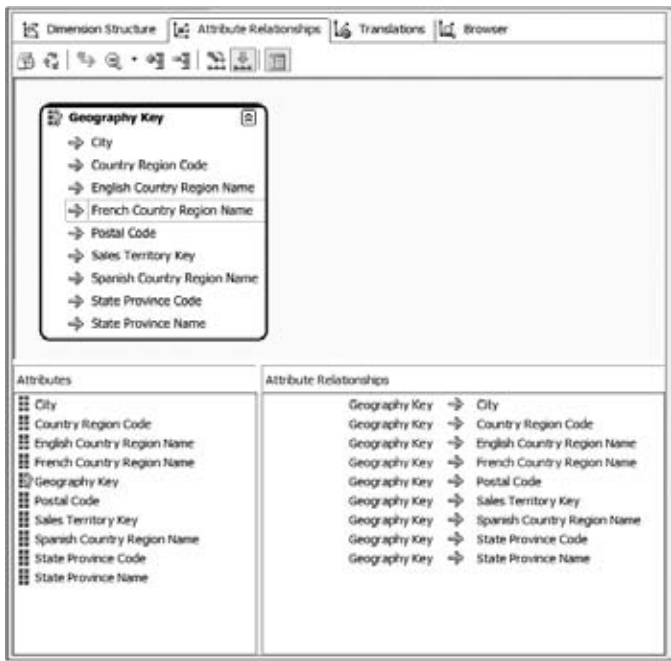 Dimension Structure Attribute Relationships Translations Browser
Geography Key
City
Country Region Code
English Country Region Name
French Country Region Name
Postal Code
Sales Territory Key
Spanish Country Region Name
State Province Code
State Province Name
Attributes
City
Country Region Code
English Country Region Name
French Country Region Name
Geography Key
Postal Code
Sales Territory Key
Spanish Country Region Name
State Province Code
State Province Name
Attribute Relationships
Geography Key City
Geography Key Country Region Code
Geography Key English Country Region Name
Geography Key French Country Region Name
Geography Key Postal Code
Geography Key Sales Territory Key
Geography Key Spanish Country Region Name
Geography Key State Province Code
Geography Key State Province Name